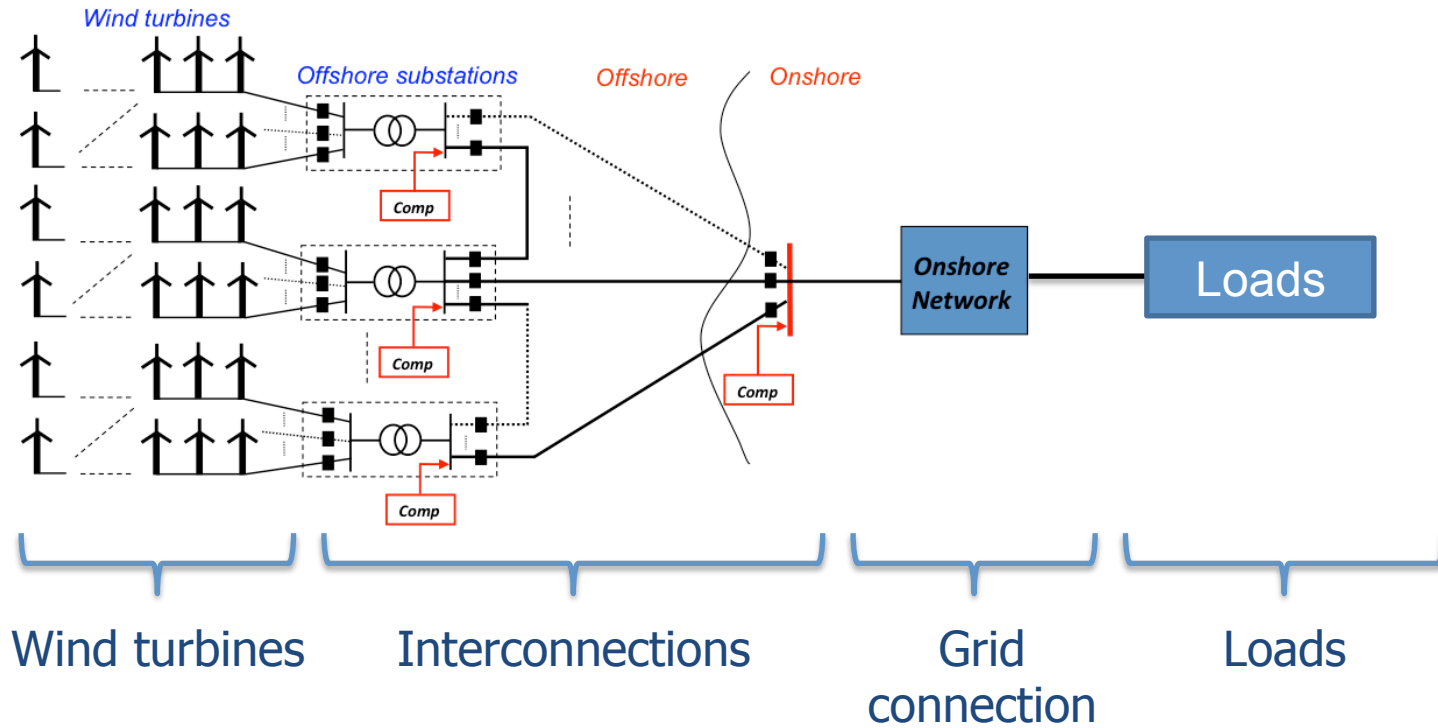 Wind turbines
Offshore substations
Offshore
Onshore
Comp
Comp
Comp
Comp
Onshore
Network
Loads
Wind turbines
Interconnections
Grid
connection
Loads